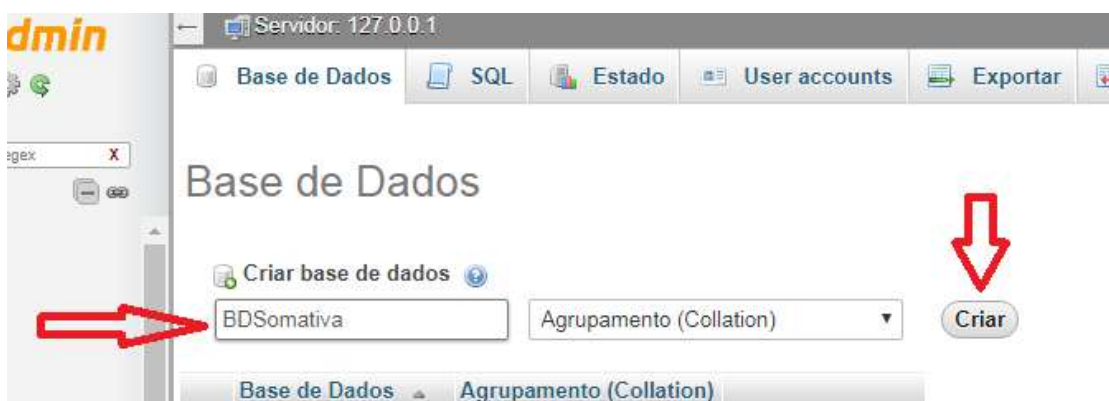 dmin
Servidor: 127.0.0.1
Base de Dados SQL Estado User accounts Exportar
egex X
Base de Dados
Criar base de dados
BDSomativa Agrupamento (Collation) Criar
Base de Dados Agrupamento (Collation)